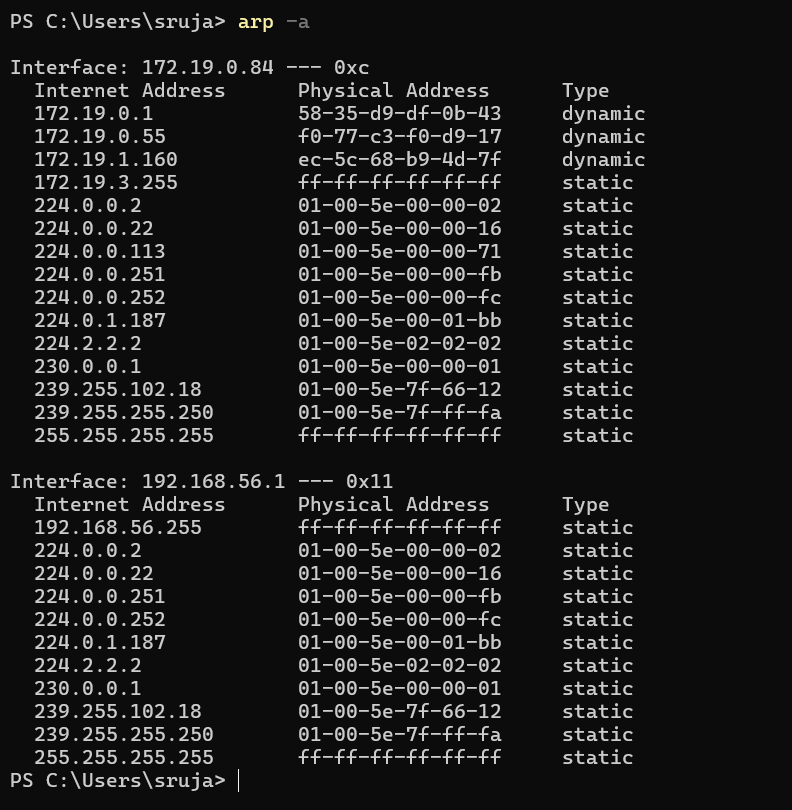 PS C:\Users\sruja> arp -a
Interface: 172.19.0.84 --- 0xc
  Internet Address      Physical Address      Type
  172.19.0.1            58-35-d9-df-0b-43     dynamic
  172.19.0.55           f0-77-c3-f0-d9-17     dynamic
  172.19.1.160          ec-5c-68-b9-4d-7f     dynamic
  172.19.3.255          ff-ff-ff-ff-ff-ff     static
  224.0.0.2             01-00-5e-00-00-02     static
  224.0.0.22            01-00-5e-00-00-16     static
  224.0.0.113           01-00-5e-00-00-71     static
  224.0.0.251           01-00-5e-00-00-fb     static
  224.0.0.252           01-00-5e-00-00-fc     static
  224.0.1.187           01-00-5e-00-01-bb     static
  224.2.2.2             01-00-5e-02-02-02     static
  230.0.0.1             01-00-5e-00-00-01     static
  239.255.102.18        01-00-5e-7f-66-12     static
  239.255.255.250       01-00-5e-7f-ff-fa     static
  255.255.255.255       ff-ff-ff-ff-ff-ff     static
Interface: 192.168.56.1 --- 0x11
  Internet Address      Physical Address      Type
  192.168.56.255        ff-ff-ff-ff-ff-ff     static
  224.0.0.2             01-00-5e-00-00-02     static
  224.0.0.22            01-00-5e-00-00-16     static
  224.0.0.251           01-00-5e-00-00-fb     static
  224.0.0.252           01-00-5e-00-00-fc     static
  224.0.1.187           01-00-5e-00-01-bb     static
  224.2.2.2             01-00-5e-02-02-02     static
  230.0.0.1             01-00-5e-00-00-01     static
  239.255.102.18        01-00-5e-7f-66-12     static
  239.255.255.250       01-00-5e-7f-ff-fa     static
  255.255.255.255       ff-ff-ff-ff-ff-ff     static
PS C:\Users\sruja>